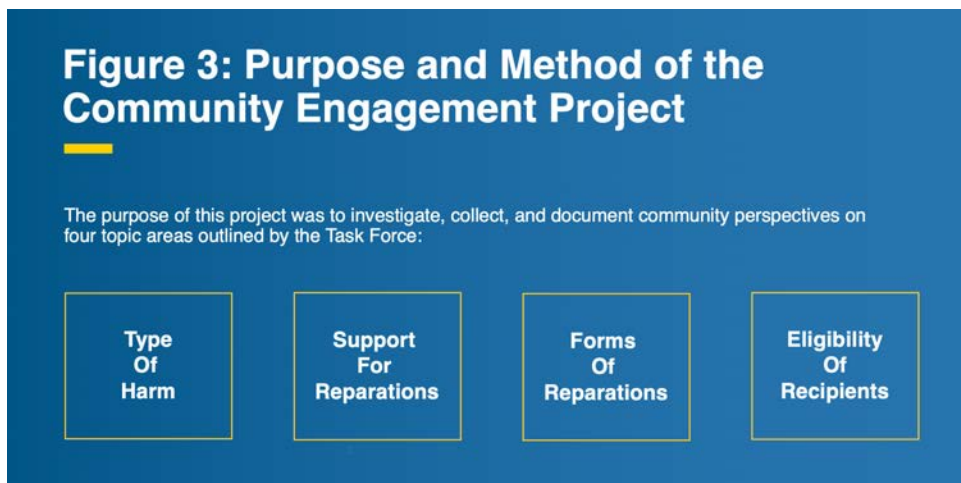 Figure 3: Purpose and Method of the
Community Engagement Project
The purpose of this project was to investigate, collect, and document community perspectives on
four topic areas outlined by the Task Force:
Type
Of
Harm
Support
For
Reparations
Forms
Of
Reparations
Eligibility
Of
Recipients